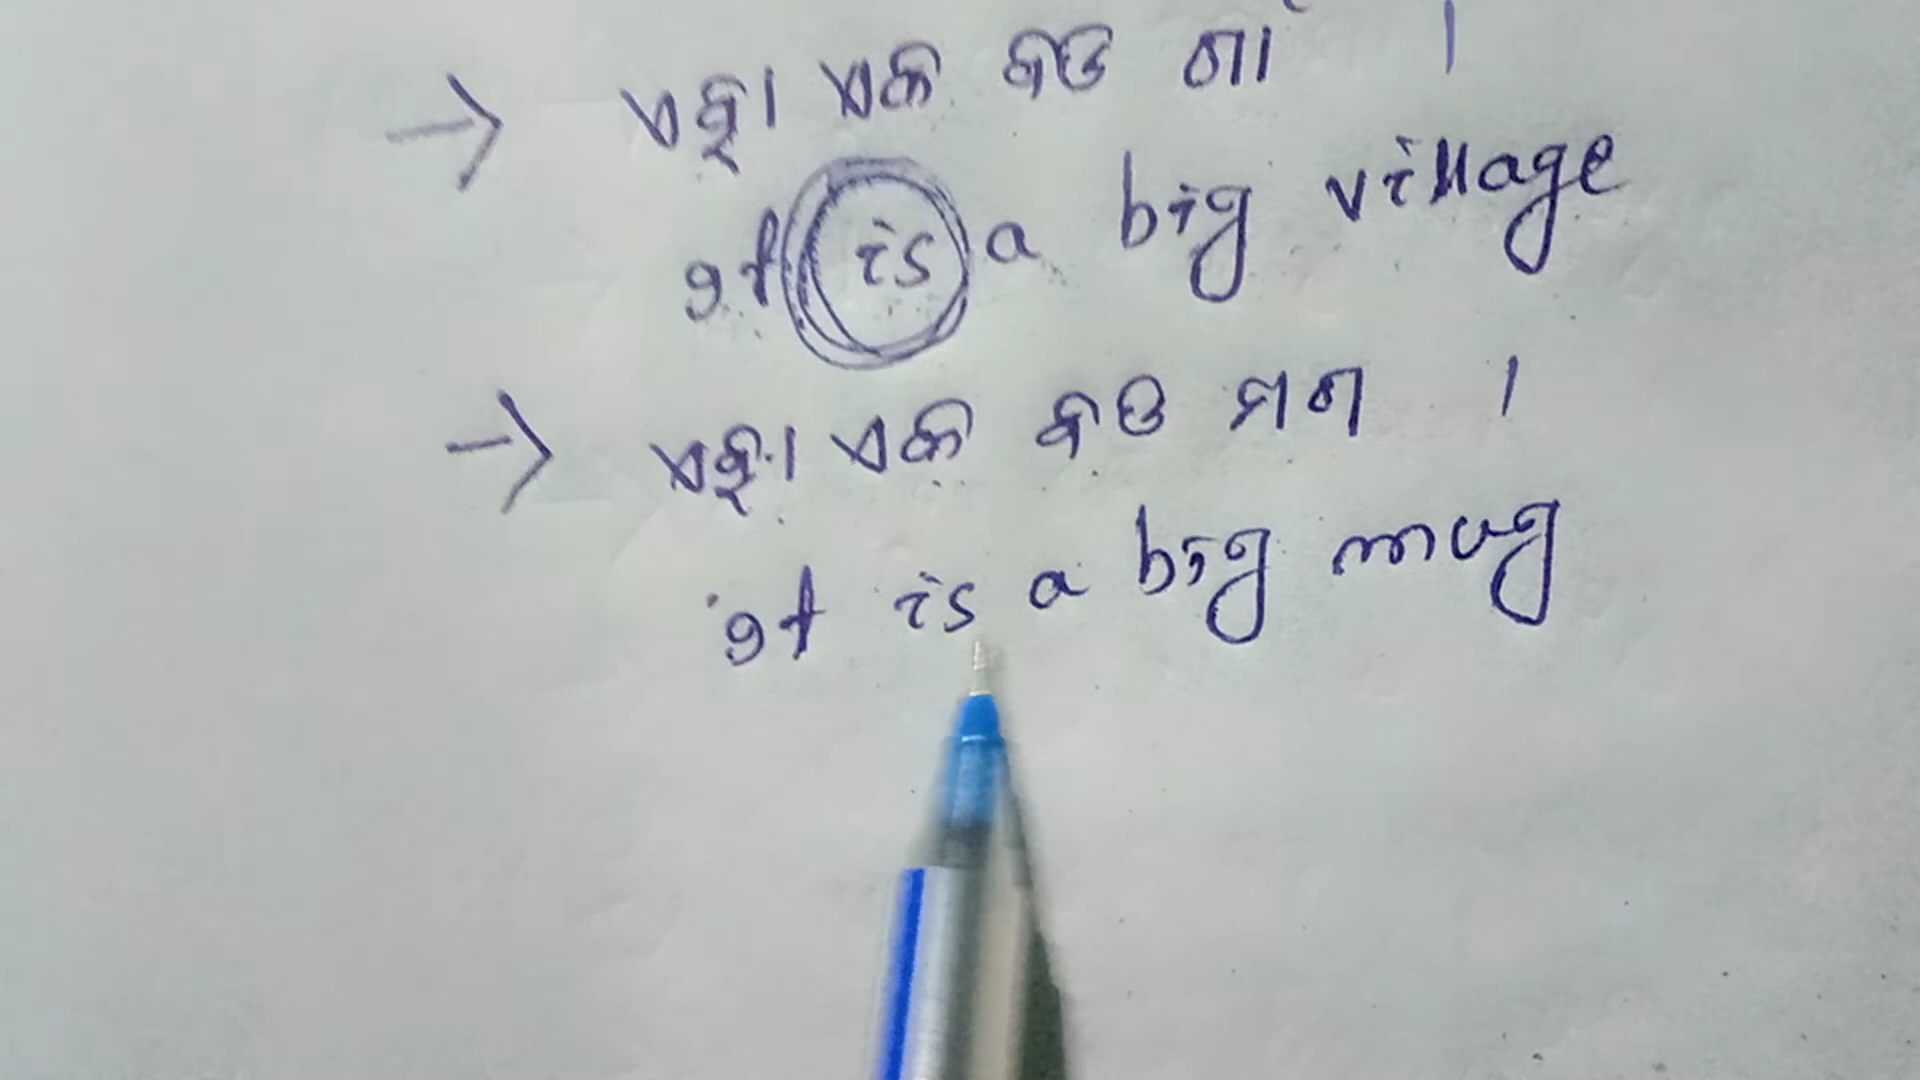 ଏହା ଏକ ବଡ ଗାଁ ।
It is a big village
ଏହା ଏକ ବଡ ମଗ ।
It is a big mug